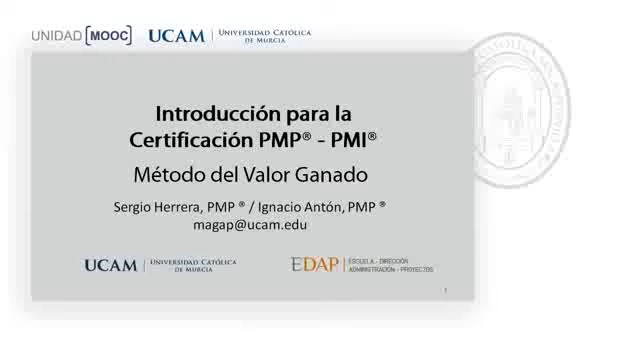 UNIDAD [MOOC] UCAM UNIVERSIDAD CATÓLICA
DE MURCIA
Introducción para la
Certificación PMP® - PMI®
Método del Valor Ganado
Sergio Herrera, PMP ® / Ignacio Antón, PMP ®
magap@ucam.edu
UCAM UNIVERSIDAD CATÓLICA
DE MURCIA
EDAP ESCUELA - DIRECCIÓN
ADMINISTRACIÓN - PROYECTOS
1